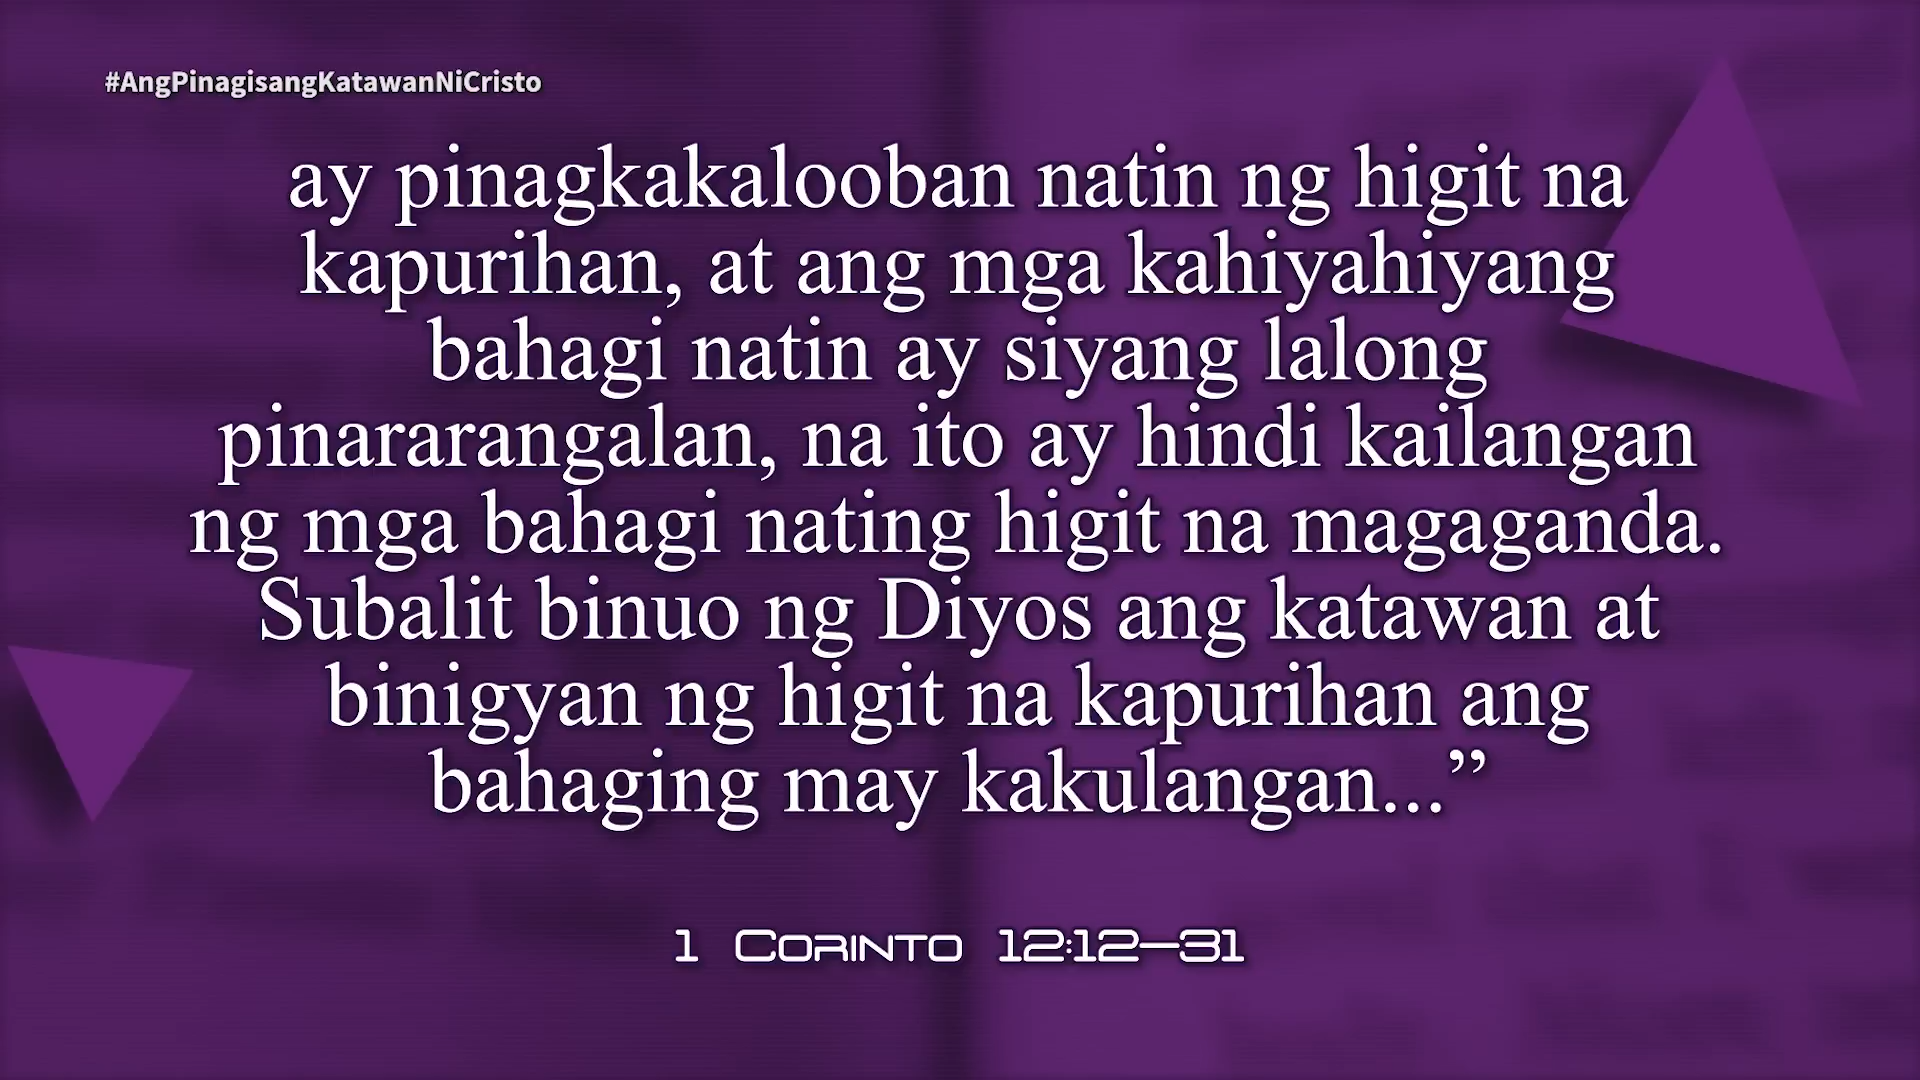 #AngPinagisangKatawanNiCristo
ay pinagkakalooban natin ng higit na
kapurihan, at ang mga kahiyahiyang
bahagi natin ay siyang lalong
pinararangalan, na ito ay hindi kailangan
ng mga bahagi nating higit na magaganda.
Subalit binuo ng Diyos ang katawan at
binigyan ng higit na kapurihan ang
bahaging may kakulangan...”
1 Corinto 12:12–31